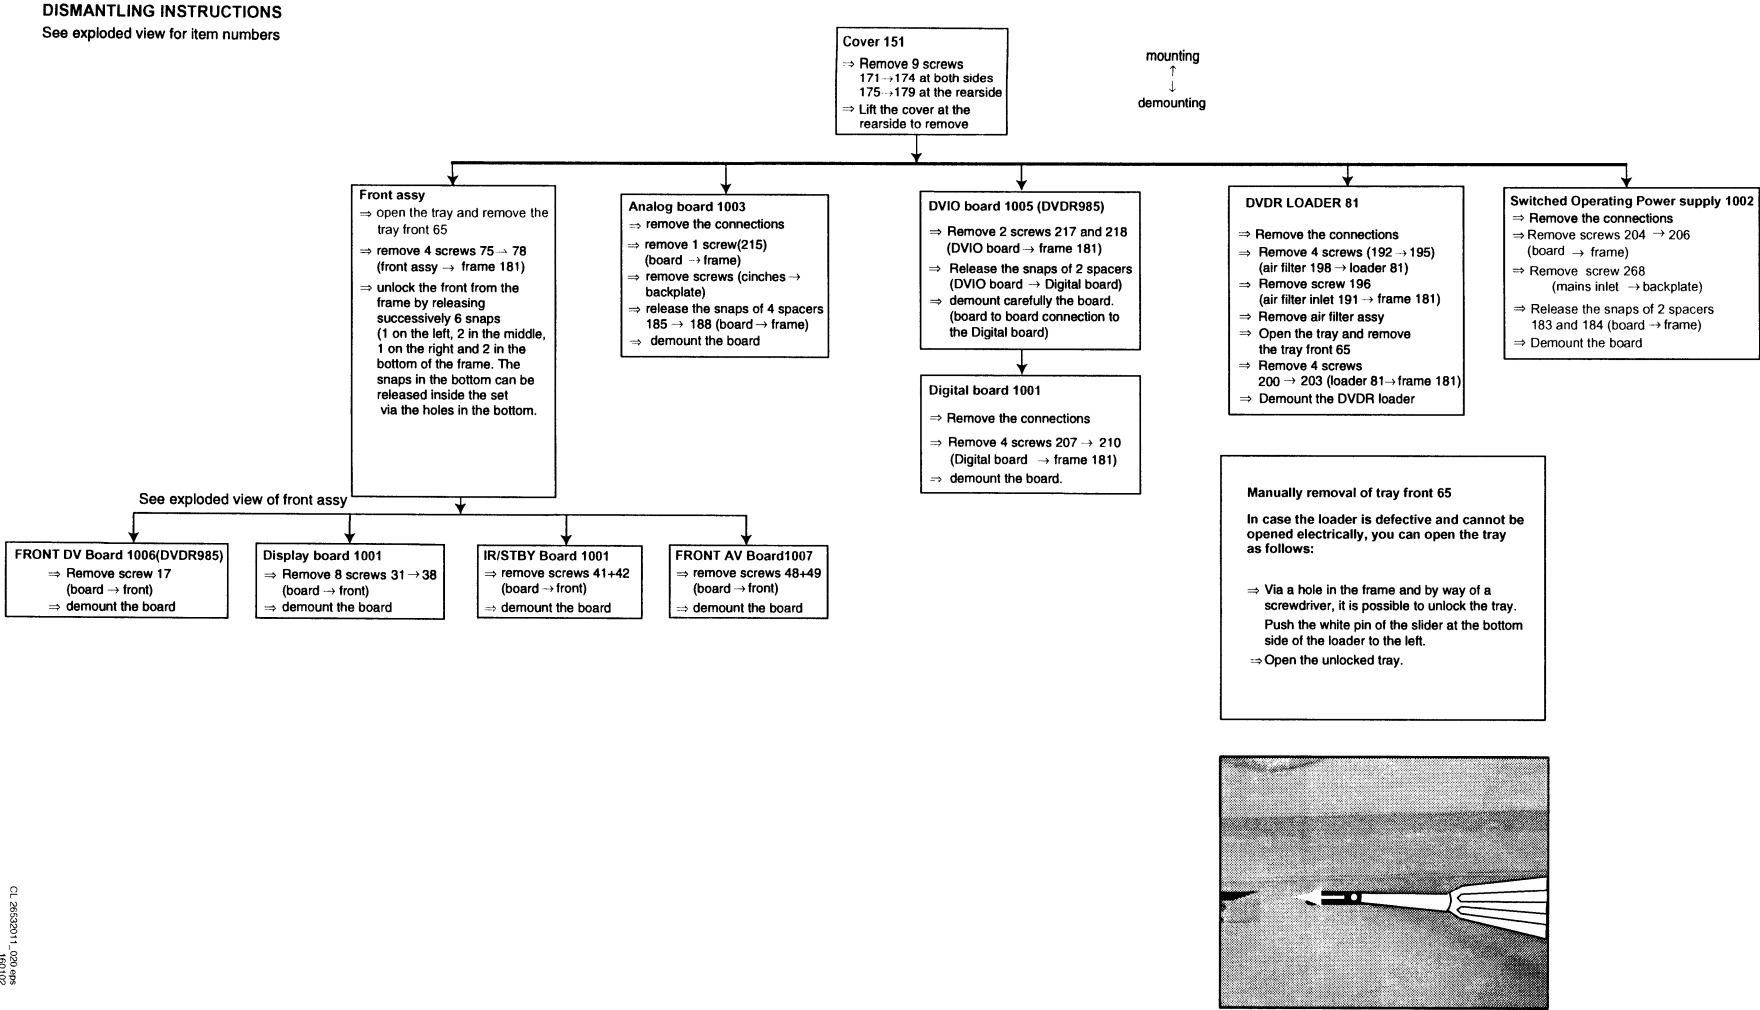 DISMANTLING INSTRUCTIONS
See exploded view for item numbers
Cover 151
⇒ Remove 9 screws
171→174 at both sides
175→179 at the rearside
⇒ Lift the cover at the
rearside to remove
mounting
↑
↓
demounting
Front assy
⇒ open the tray and remove the
tray front 65
⇒ remove 4 screws 75 → 78
(front assy → frame 181)
⇒ unlock the front from the
frame by releasing
successively 6 snaps
(1 on the left, 2 in the middle,
1 on the right and 2 in the
bottom of the frame. The
snaps in the bottom can be
released inside the set
via the holes in the bottom.
Analog board 1003
⇒ remove the connections
⇒ remove 1 screw(215)
(board → frame)
⇒ remove screws (cinches →
backplate)
⇒ release the snaps of 4 spacers
185 → 188 (board → frame)
⇒ demount the board
DVIO board 1005 (DVDR985)
⇒ Remove 2 screws 217 and 218
(DVIO board → frame 181)
⇒ Release the snaps of 2 spacers
(DVIO board → Digital board)
⇒ demount carefully the board.
(board to board connection to
the Digital board)
Digital board 1001
⇒ Remove the connections
⇒ Remove 4 screws 207 → 210
(Digital board → frame 181)
⇒ demount the board.
DVDR LOADER 81
⇒ Remove the connections
⇒ Remove 4 screws (192 → 195)
(air filter 198 → loader 81)
⇒ Remove screw 196
(air filter inlet 191 → frame 181)
⇒ Remove air filter assy
⇒ Open the tray and remove
the tray front 65
⇒ Remove 4 screws
200 → 203 (loader 81→frame 181)
⇒ Demount the DVDR loader
Switched Operating Power supply 1002
⇒ Remove the connections
⇒ Remove screws 204 → 206
(board → frame)
⇒ Remove screw 268
(mains inlet → backplate)
⇒ Release the snaps of 2 spacers
183 and 184 (board → frame)
⇒ Demount the board
See exploded view of front assy
FRONT DV Board 1006(DVDR985)
⇒ Remove screw 17
(board → front)
⇒ demount the board
Display board 1001
⇒ Remove 8 screws 31 → 38
(board → front)
⇒ demount the board
IR/STBY Board 1001
⇒ remove screws 41+42
(board → front)
⇒ demount the board
FRONT AV Board1007
⇒ remove screws 48+49
(board → front)
⇒ demount the board
Manually removal of tray front 65
In case the loader is defective and cannot be
opened electrically, you can open the tray
as follows:
⇒ Via a hole in the frame and by way of a
screwdriver, it is possible to unlock the tray.
Push the white pin of the slider at the bottom
side of the loader to the left.
⇒ Open the unlocked tray.
CL 26532011_020.eps
160102